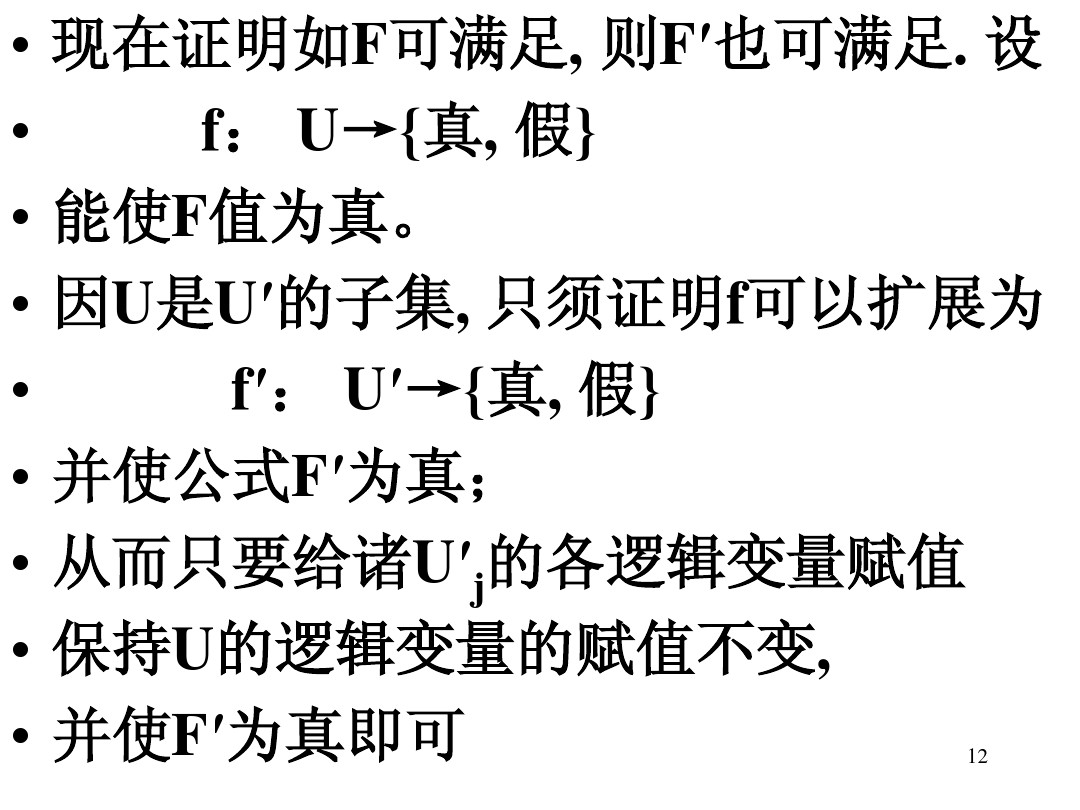 • 现在证明如F可满足, 则F′也可满足. 设
• f： U→{真, 假}
• 能使F值为真。
• 因U是U′的子集, 只须证明f可以扩展为
• f′： U′→{真, 假}
• 并使公式F′为真；
• 从而只要给诸U′j的各逻辑变量赋值
• 保持U的逻辑变量的赋值不变,
• 并使F′为真即可
12